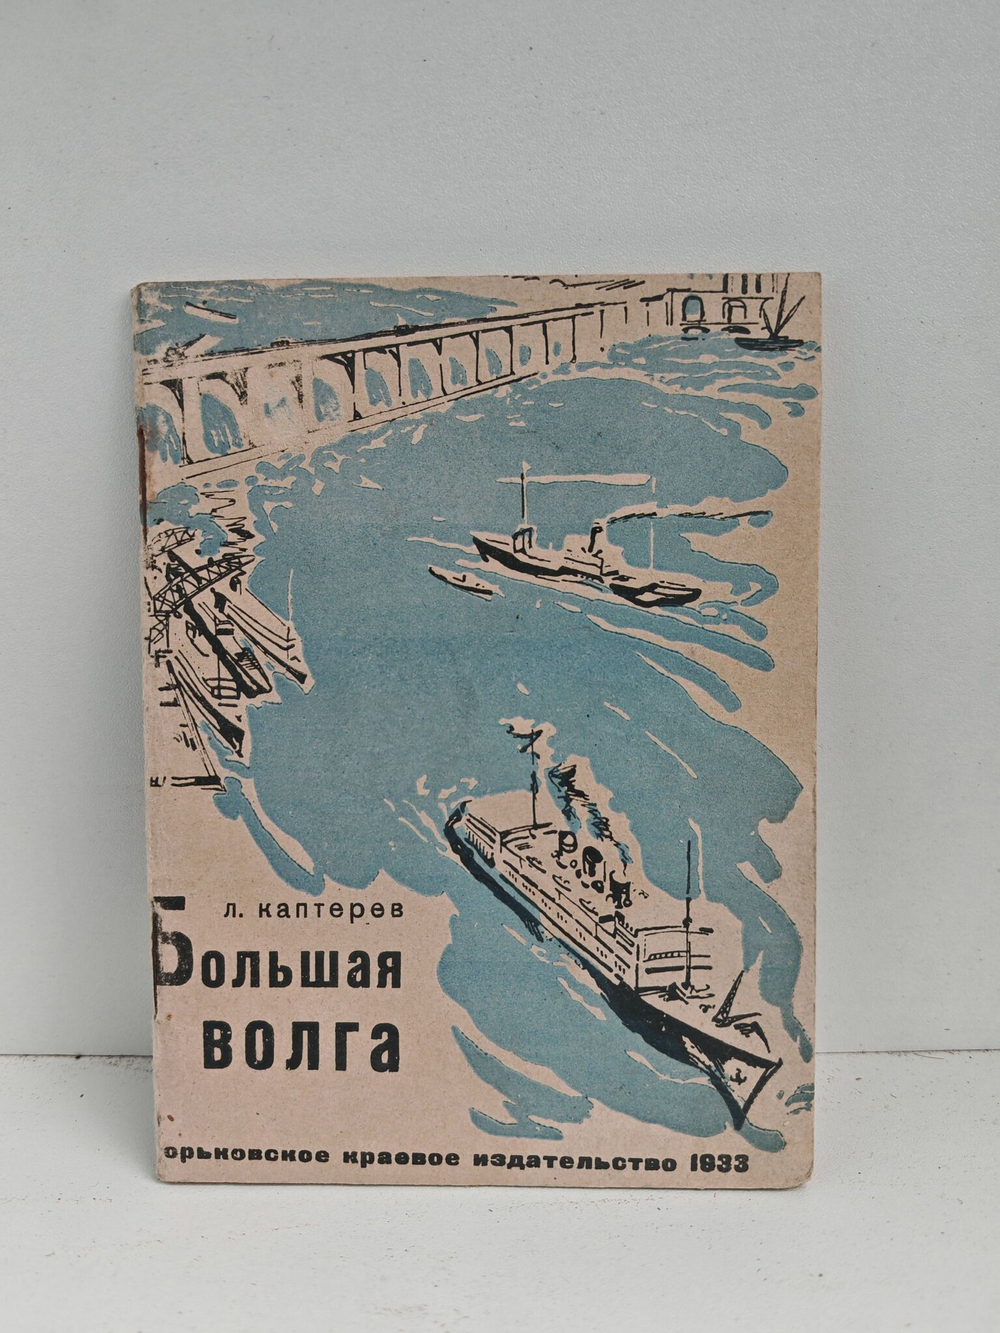 л. каптерев
Большая
волга
орьковское краевое издательство 1933